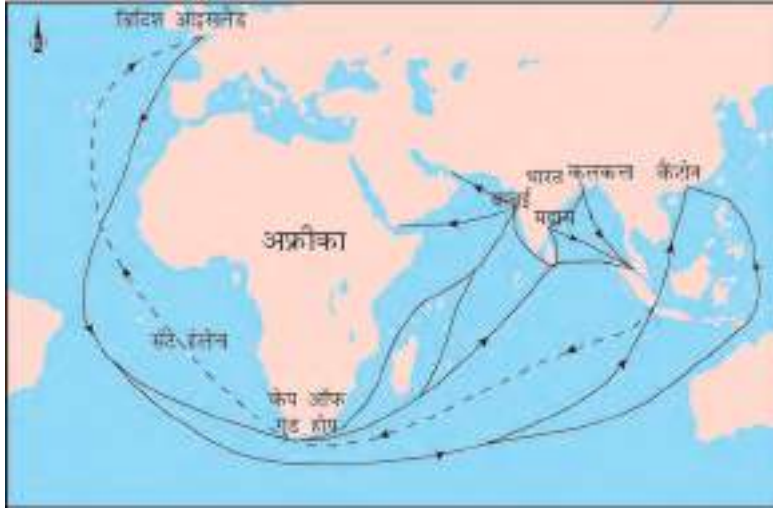 ब्रिटिश आइसलैंड
भारत
कलकत्ता
कैंटोन
बम्बई
मद्रास
अफ्रीका
सेंट हेलेना
केप ऑफ
गुड होप